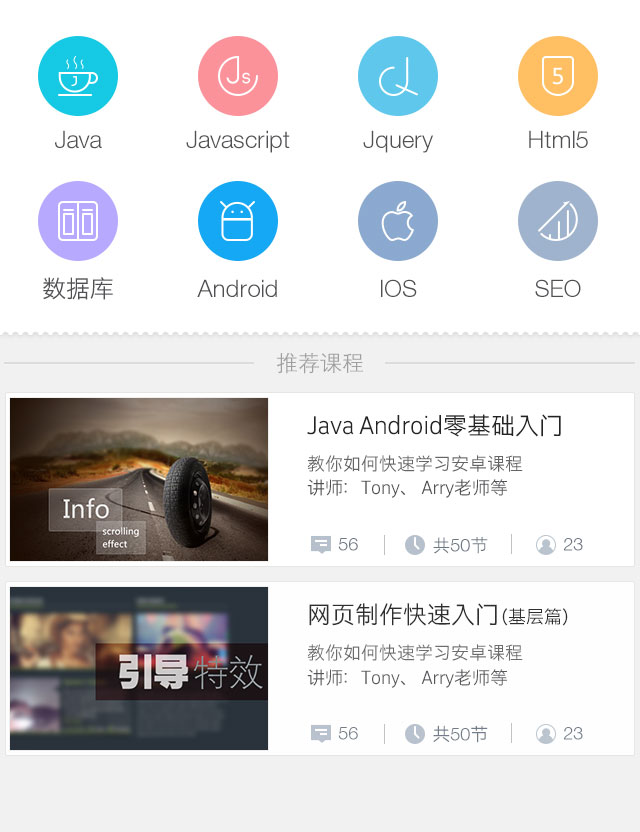 Java
Javascript
Jquery
Html5
数据库
Android
IOS
SEO
推荐课程
Info
scrolling
effect
Java Android零基础入门
教你如何快速学习安卓课程
讲师：Tony、 Arry老师等
56
共50节
23
引导特效
网页制作快速入门(基层篇)
教你如何快速学习安卓课程
讲师：Tony、 Arry老师等
56
共50节
23